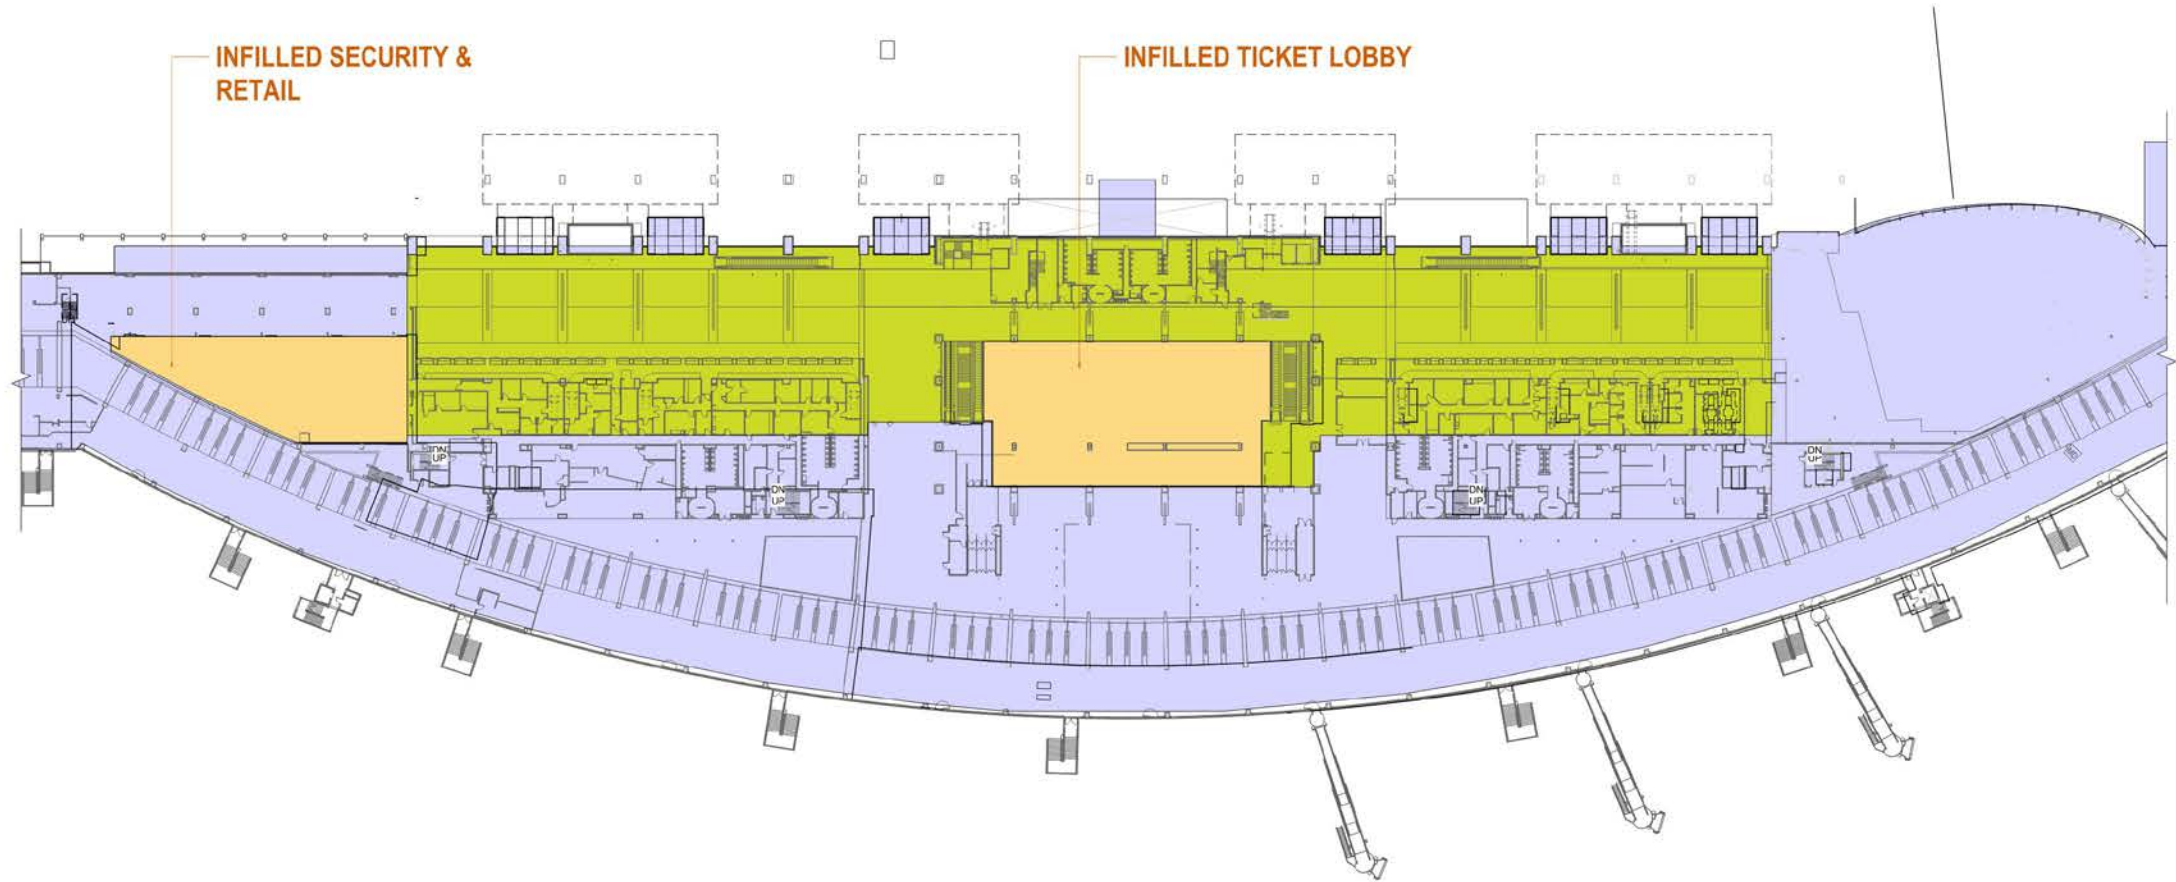 INFILLED SECURITY &
RETAIL
INFILLED TICKET LOBBY
DN
UP
DN
UP
DN
UP
DN
UP